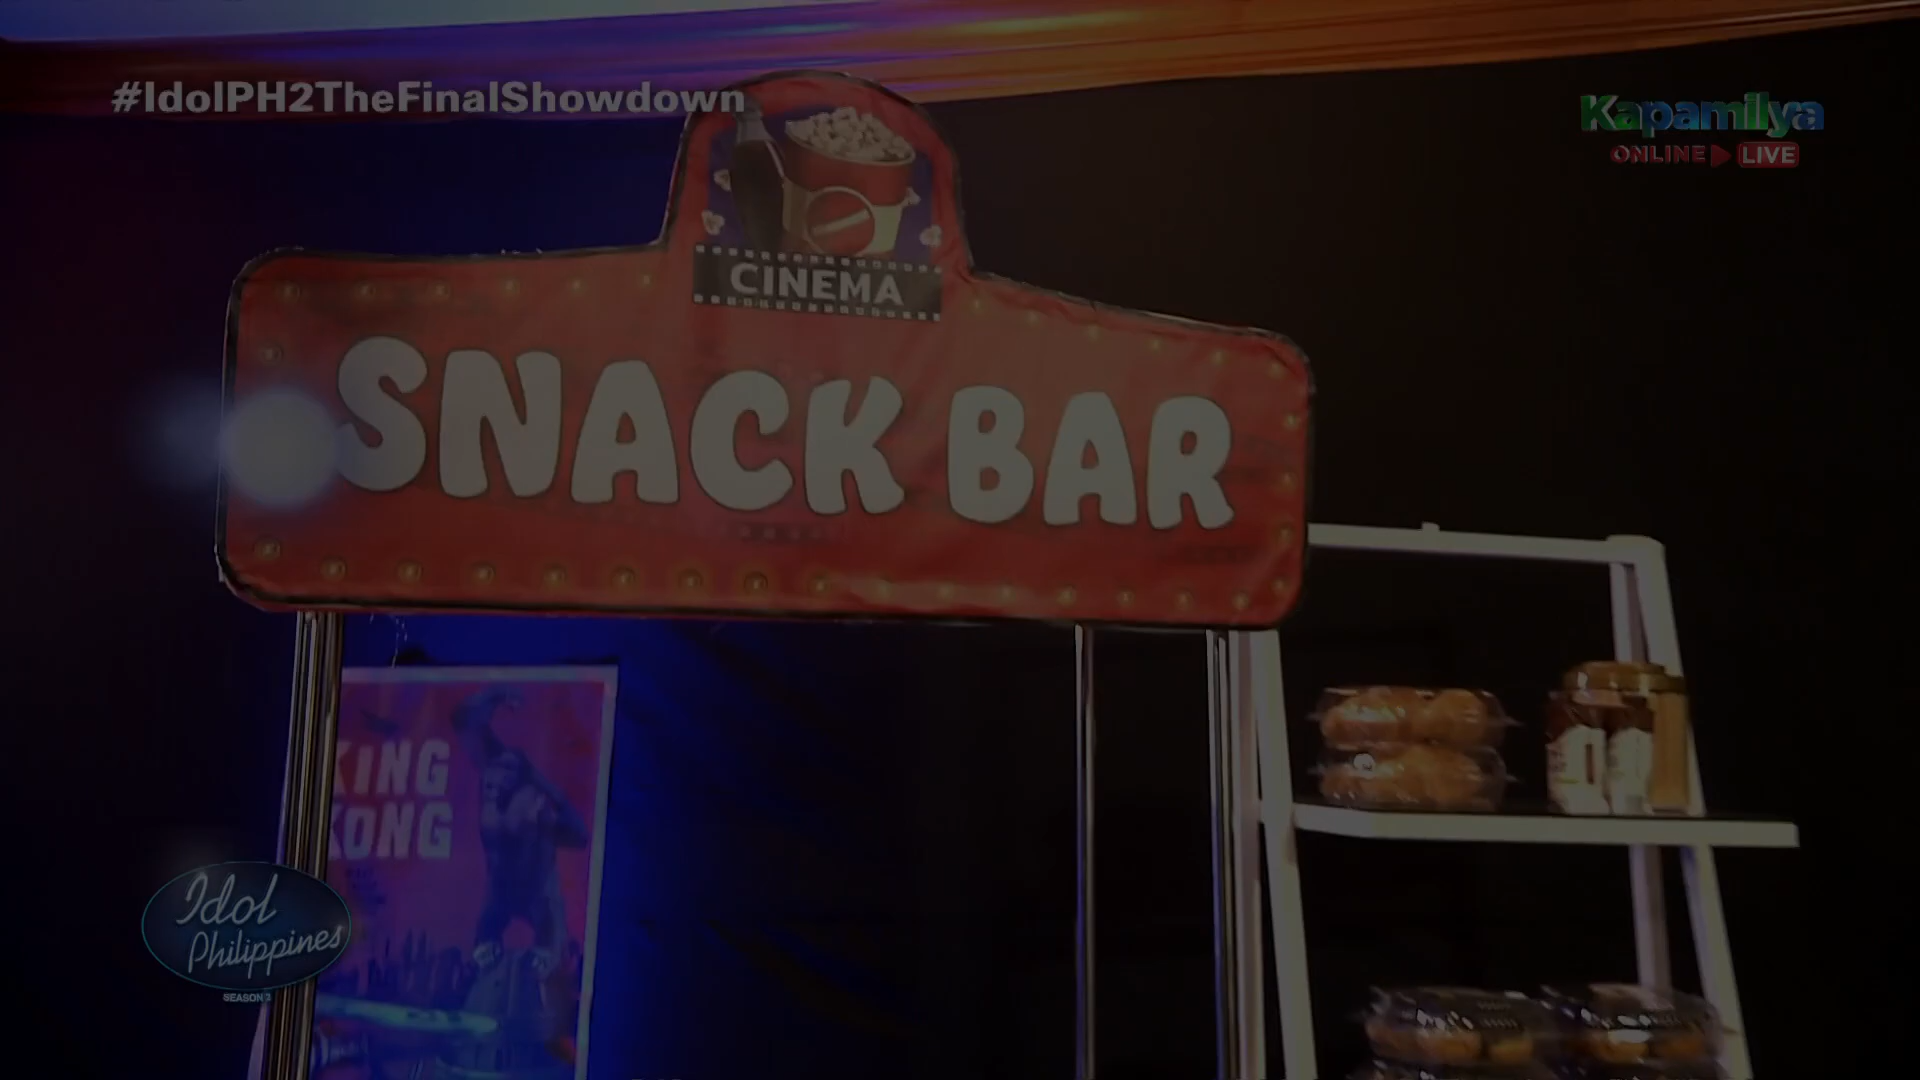 #IdolPH2TheFinalShowdown
Kapamilya
ONLINE LIVE
CINEMA
SNACK BAR
KING
KONG
Idol
Philippines
SEASON 2